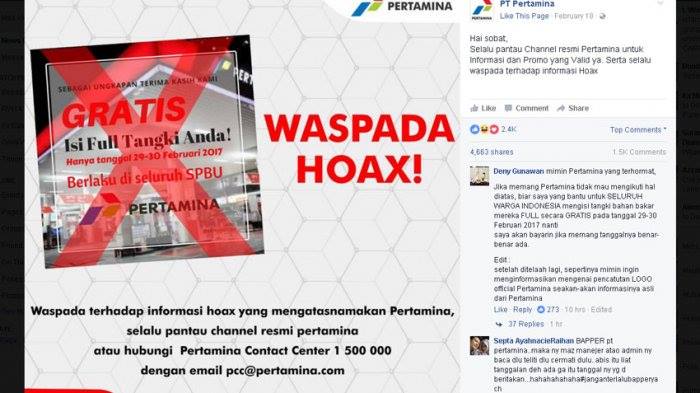 PERTAMINA
SEBAGAI UNGKAPAN TERIMA KASIH KAMI
GRATIS
Isi Full Tangki Anda!
Hanya tanggal 29-30 Februari 2017
Berlaku di seluruh SPBU
PERTAMINA
WASPADA
HOAX!
Waspada terhadap informasi hoax yang mengatasnamakan Pertamina,
selalu pantau channel resmi pertamina
atau hubungi Pertamina Contact Center 1 500 000
dengan email pcc@pertamina.com
PT Pertamina
Like This Page · February 19 ·
Hai sobat,
Selalu pantau Channel resmi Pertamina untuk
Informasi dan Promo yang Valid ya. Serta selalu
waspada terhadap informasi Hoax
Like Comment Share
2.4K Top Comments
4,663 shares 1.5K Comments
Deny Gunawan mimin Pertamina yang terhormat,
Jika memang Pertamina tidak mau mengikuti hal
diatas, biar saya yang bantu untuk SELURUH
WARGA INDONESIA mengisi tangki bahan bakar
mereka FULL secara GRATIS pada tanggal 29-30
Februari 2017 nanti
saya akan bayarin jika memang tanggalnya benar-
benar ada.
Edit :
setelah ditelaah lagi, sepertinya mimin ingin
menginformasikan mengenai pencatutan LOGO
official Pertamina seakan-akan informasinya asli
dari Pertamina
Like · Reply · 273 · 10 hrs · Edited
37 Replies · 1 hr
Septa AyahnacieRaihan BAPPER pt
pertamina..maka ny maz manejer atao admin ny
baca dlu teliti dlu cermati dulu..abis itu liat
tanggalan deh ada ga itu tanggal ny yg d
beritakan...hahahahaha#janganterlalubapperya
ch